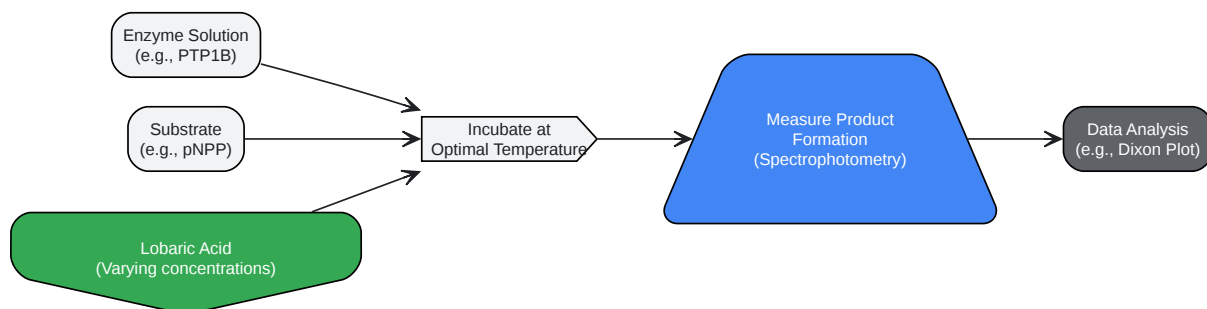 Enzyme Solution
(e.g., PTP1B)
Substrate
(e.g., pNPP)
Lobaric Acid
(Varying concentrations)
Incubate at
Optimal Temperature
Measure Product
Formation
(Spectrophotometry)
Data Analysis
(e.g., Dixon Plot)